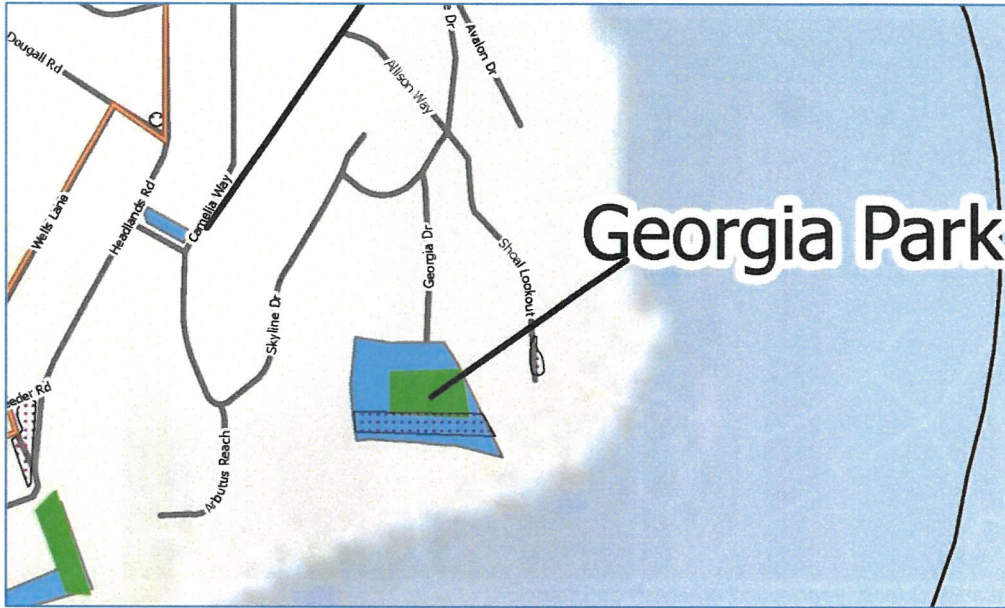 Dougall Rd
Avalon Dr
Allison Way
Wells Lane
Headlands Rd
Camelia Way
Georgia Park
Georgia Dr
Shoal Lookout
Skyline Dr
Arbutus Reach